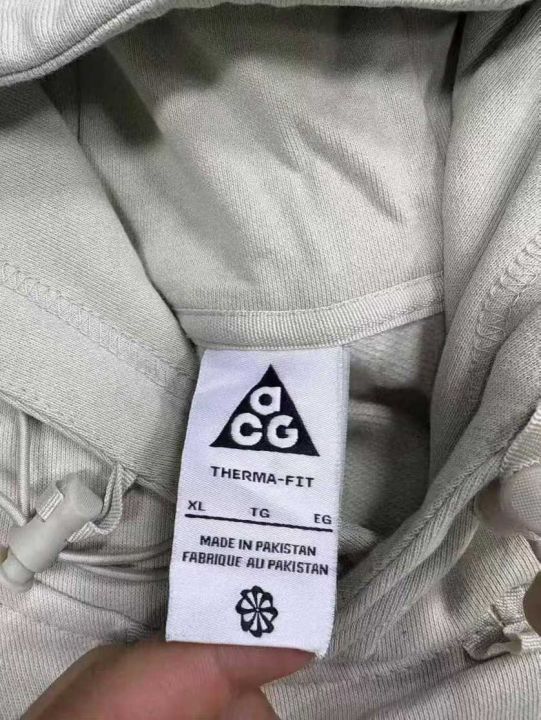 aCG
THERMA-FIT
XL TG EG
MADE IN PAKISTAN
FABRIQUE AU PAKISTAN